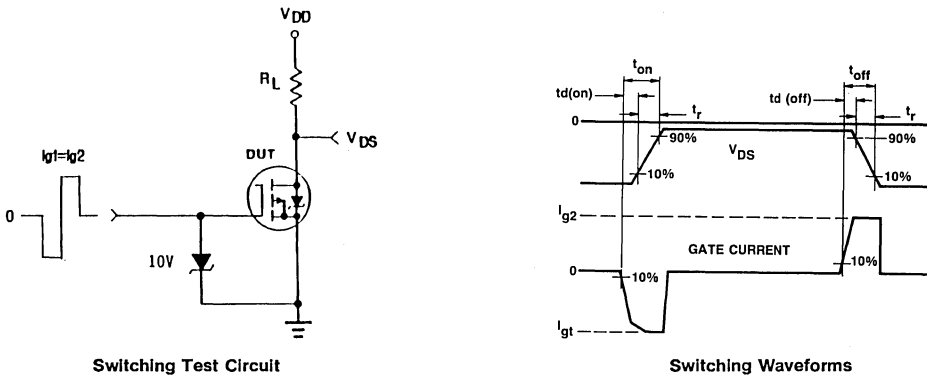 VDD
RL
VDS
DUT
Ig1=Ig2
0
10V
Switching Test Circuit
ton
toff
td(on)
td (off)
tr
tr
0
90%
90%
VDS
10%
10%
Ig2
GATE CURRENT
10%
0
10%
Igt
Switching Waveforms